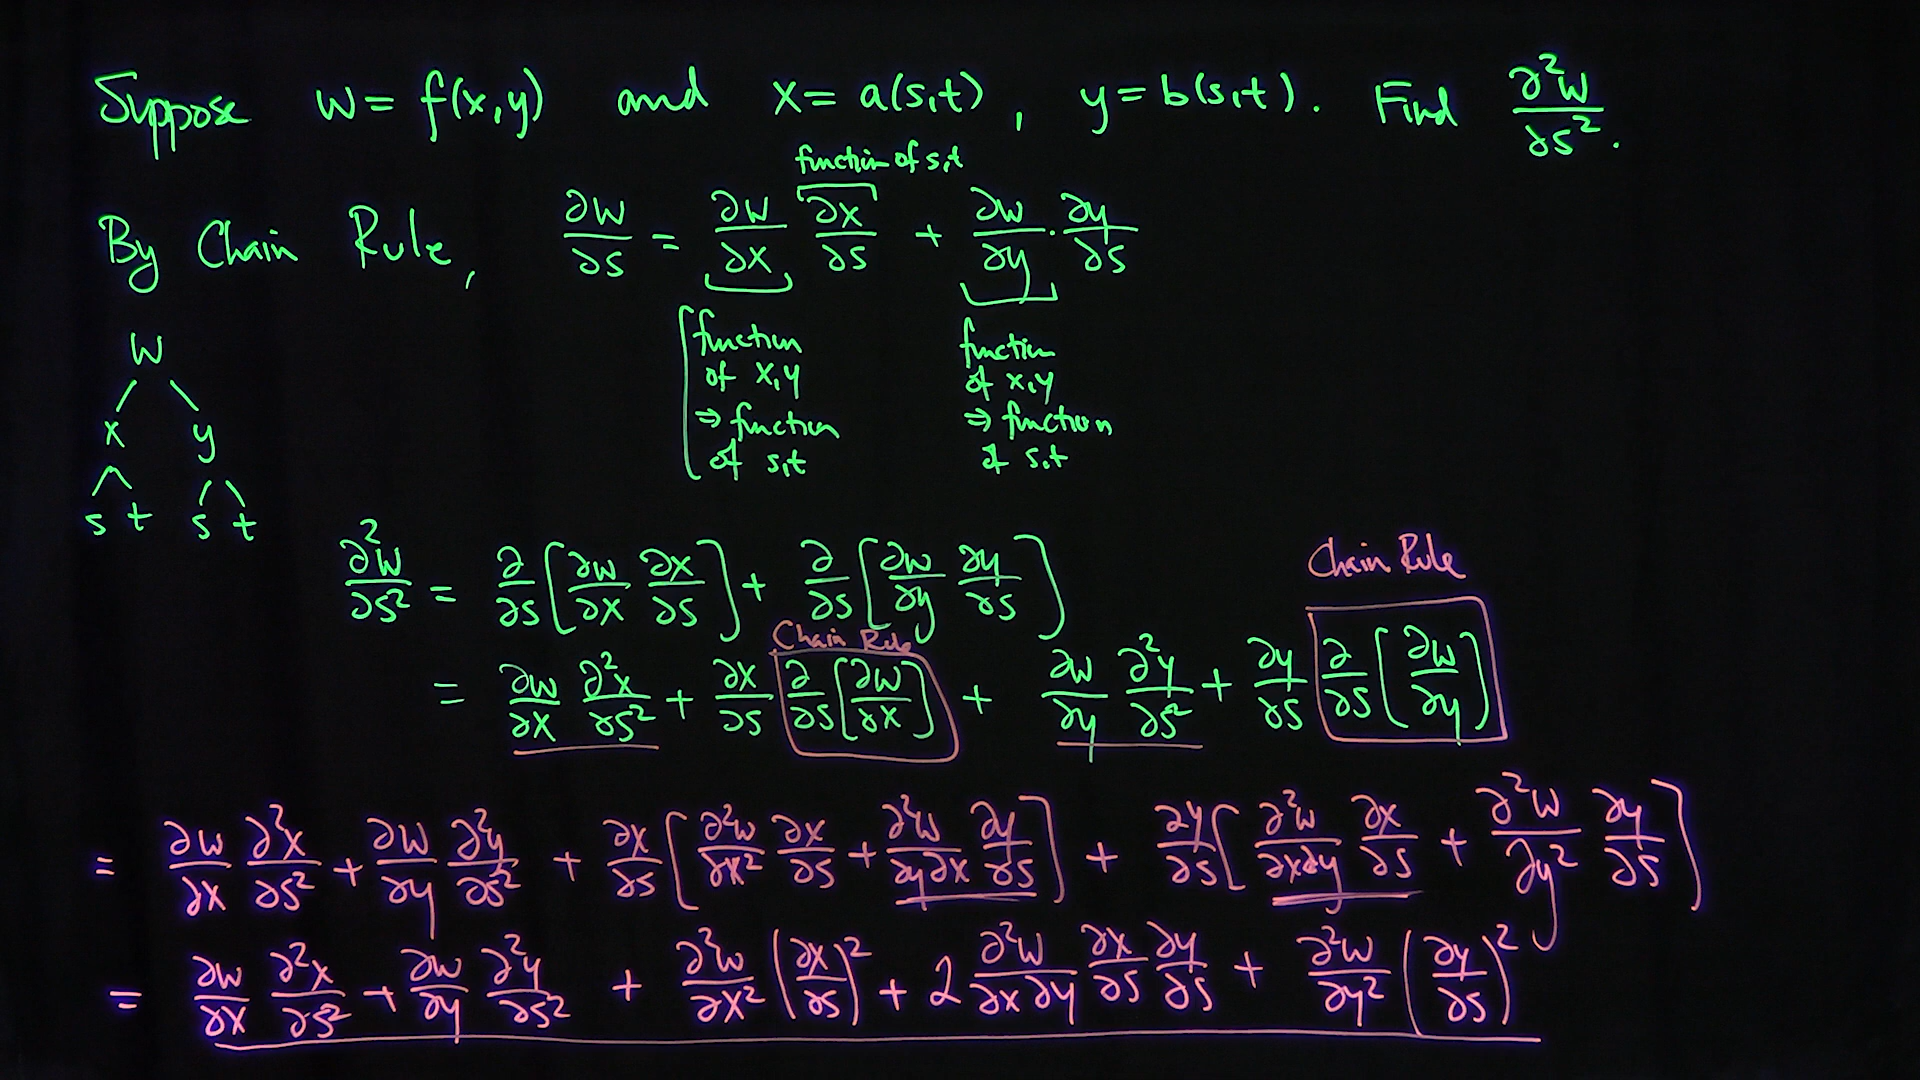 Suppose w = f(x,y) and x = a(s,t), y = b(s,t). Find ∂²w/∂s².
function of s,t
By Chain Rule, ∂w/∂s = ∂w/∂x ∂x/∂s + ∂w/∂y · ∂y/∂s
function of x,y ⇒ function of s,t
function of x,y ⇒ function of s,t
w
x y
s t s t
∂²w/∂s² = ∂/∂s [∂w/∂x ∂x/∂s] + ∂/∂s [∂w/∂y ∂y/∂s]
Chain Rule
Chain Rule
= ∂w/∂x ∂²x/∂s² + ∂x/∂s ∂/∂s [∂w/∂x] + ∂w/∂y ∂²y/∂s² + ∂y/∂s ∂/∂s (∂w/∂y)
= ∂w/∂x ∂²x/∂s² + ∂w/∂y ∂²y/∂s² + ∂x/∂s [∂²w/∂x² ∂x/∂s + ∂²w/∂y∂x ∂y/∂s] + ∂y/∂s [∂²w/∂x∂y ∂x/∂s + ∂²w/∂y² ∂y/∂s]
= ∂w/∂x ∂²x/∂s² + ∂w/∂y ∂²y/∂s² + ∂²w/∂x² (∂x/∂s)² + 2 ∂²w/∂x∂y ∂x/∂s ∂y/∂s + ∂²w/∂y² (∂y/∂s)²